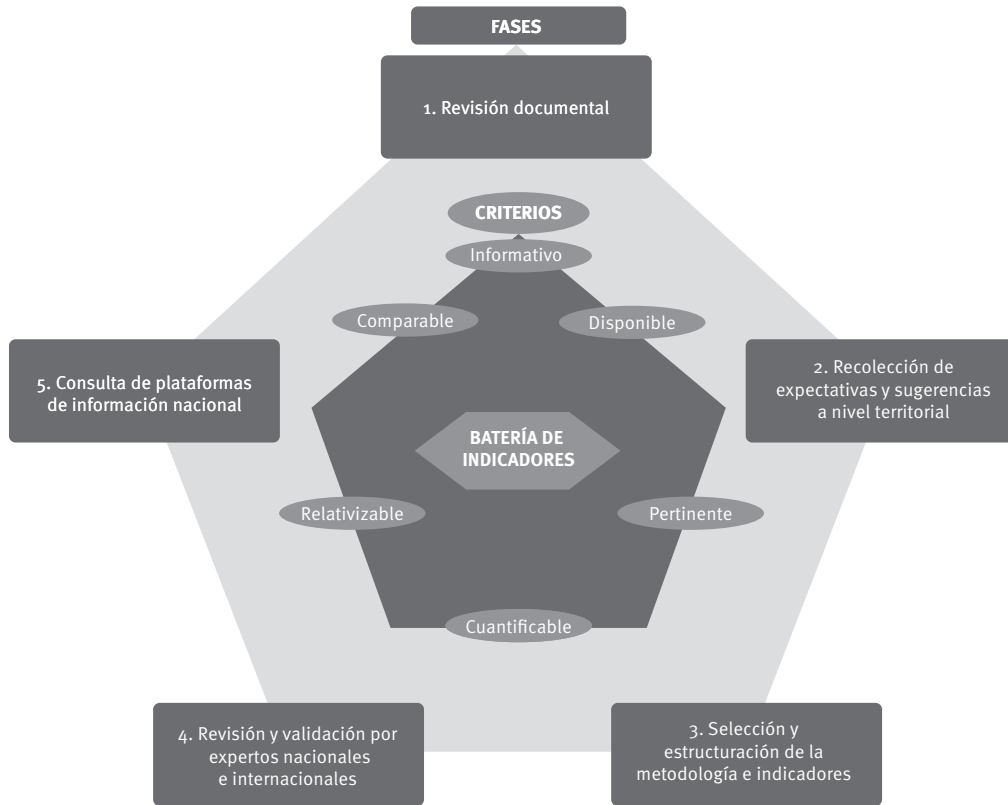 FASES
1. Revisión documental
CRITERIOS
Informativo
Comparable
Disponible
5. Consulta de plataformas
de información nacional
2. Recolección de
expectativas y sugerencias
a nivel territorial
BATERÍA DE
INDICADORES
Relativizable
Pertinente
Cuantificable
4. Revisión y validación por
expertos nacionales
e internacionales
3. Selección y
estructuración de la
metodología e indicadores